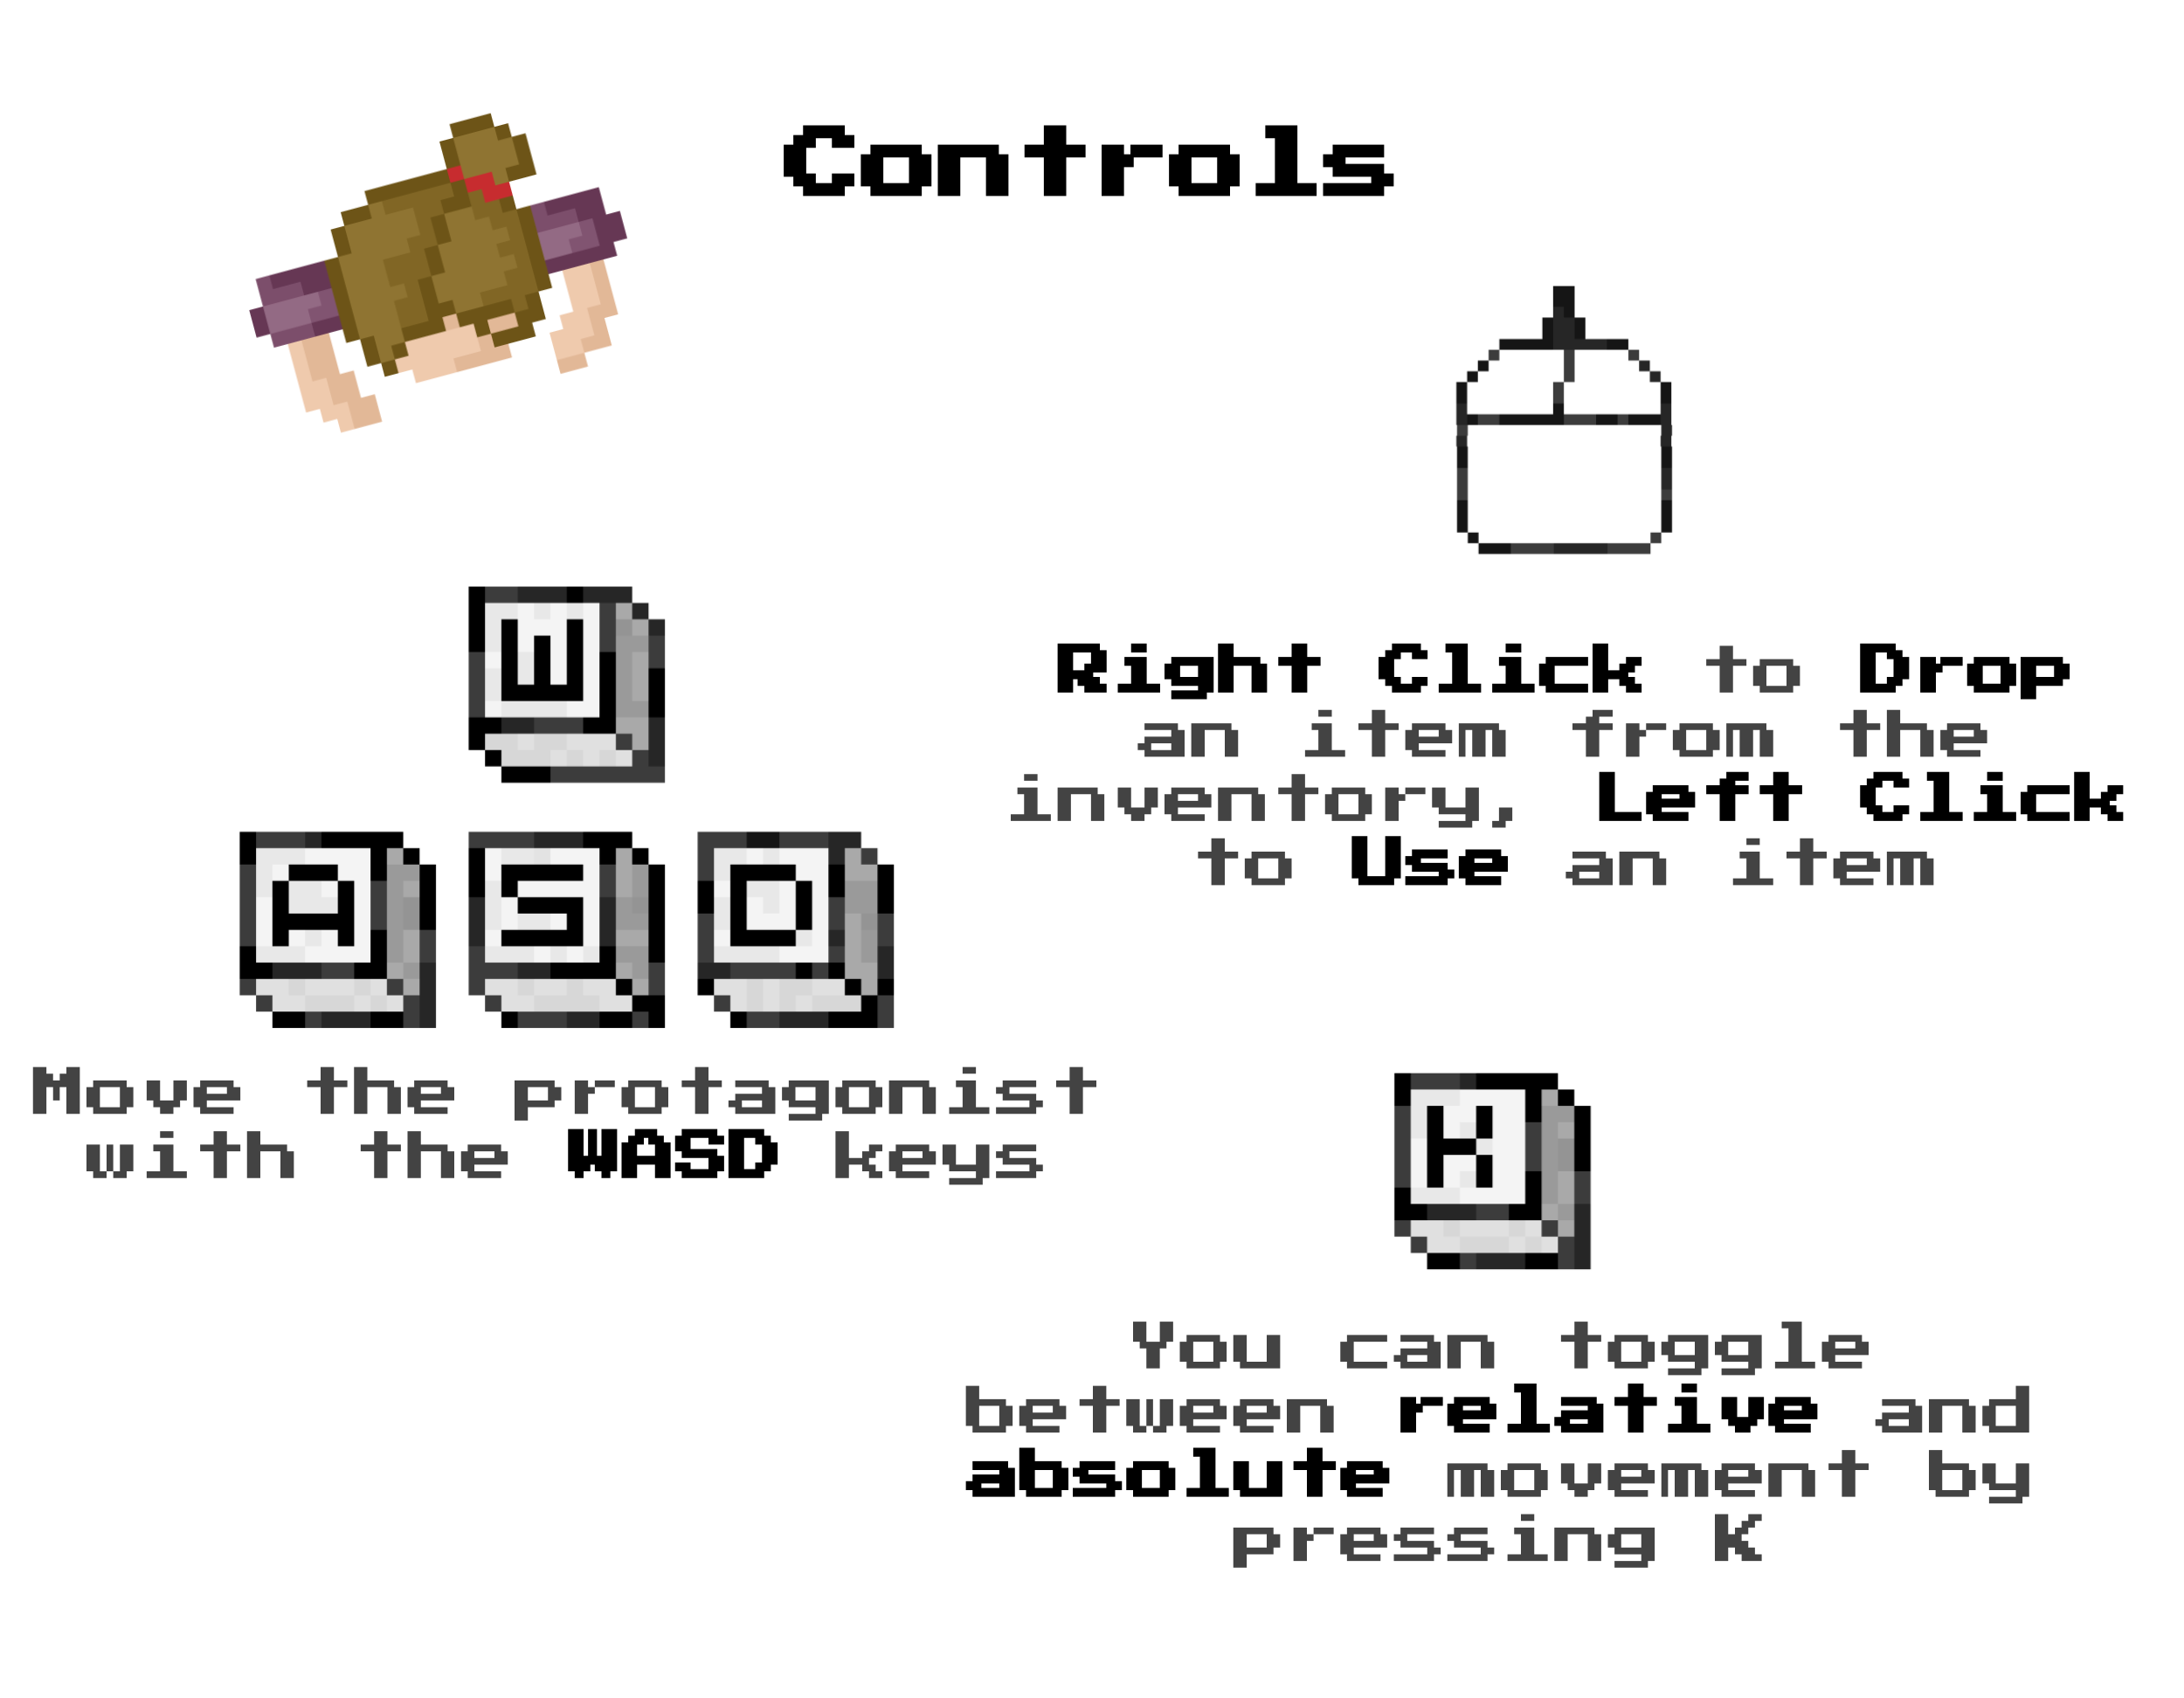 Controls
W
A S D
Move the protagonist
with the WASD keys
Right Click to Drop
an item from the
inventory, Left Click
to Use an item
K
You can toggle
between relative and
absolute movement by
pressing K